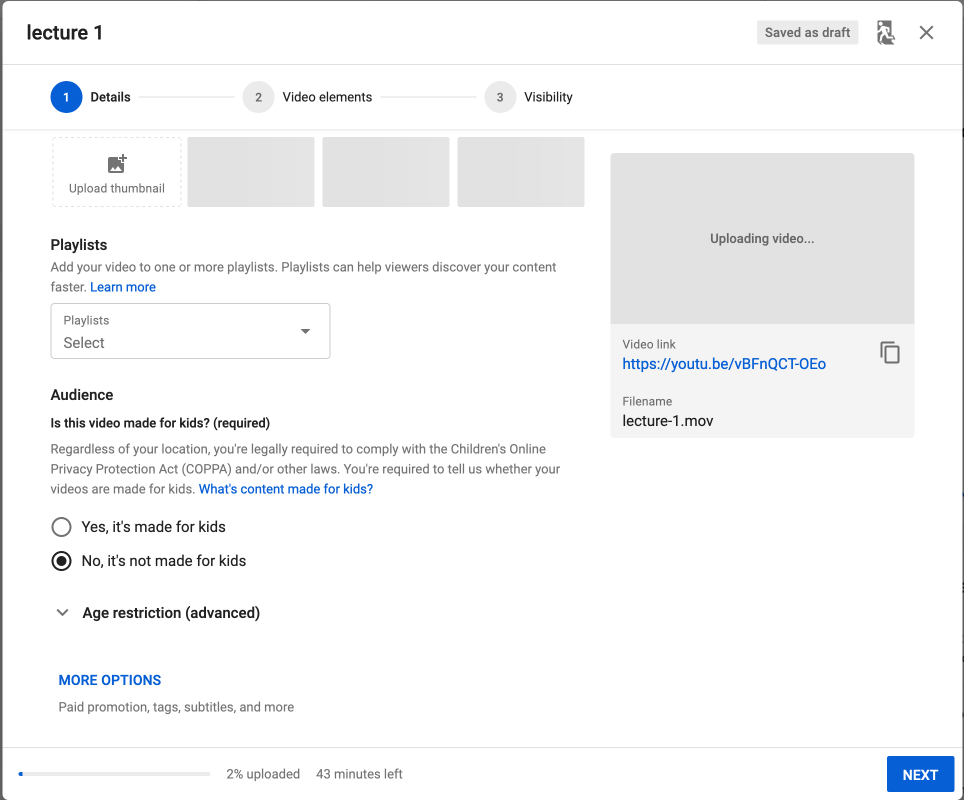 lecture 1
Saved as draft
1 Details
2 Video elements
3 Visibility
Upload thumbnail
Playlists
Add your video to one or more playlists. Playlists can help viewers discover your content
faster. Learn more
Playlists
Select
Audience
Is this video made for kids? (required)
Regardless of your location, you're legally required to comply with the Children's Online
Privacy Protection Act (COPPA) and/or other laws. You're required to tell us whether your
videos are made for kids. What's content made for kids?
Yes, it's made for kids
No, it's not made for kids
Age restriction (advanced)
MORE OPTIONS
Paid promotion, tags, subtitles, and more
Uploading video...
Video link
https://youtu.be/vBFnQCT-OEo
Filename
lecture-1.mov
2% uploaded
43 minutes left
NEXT